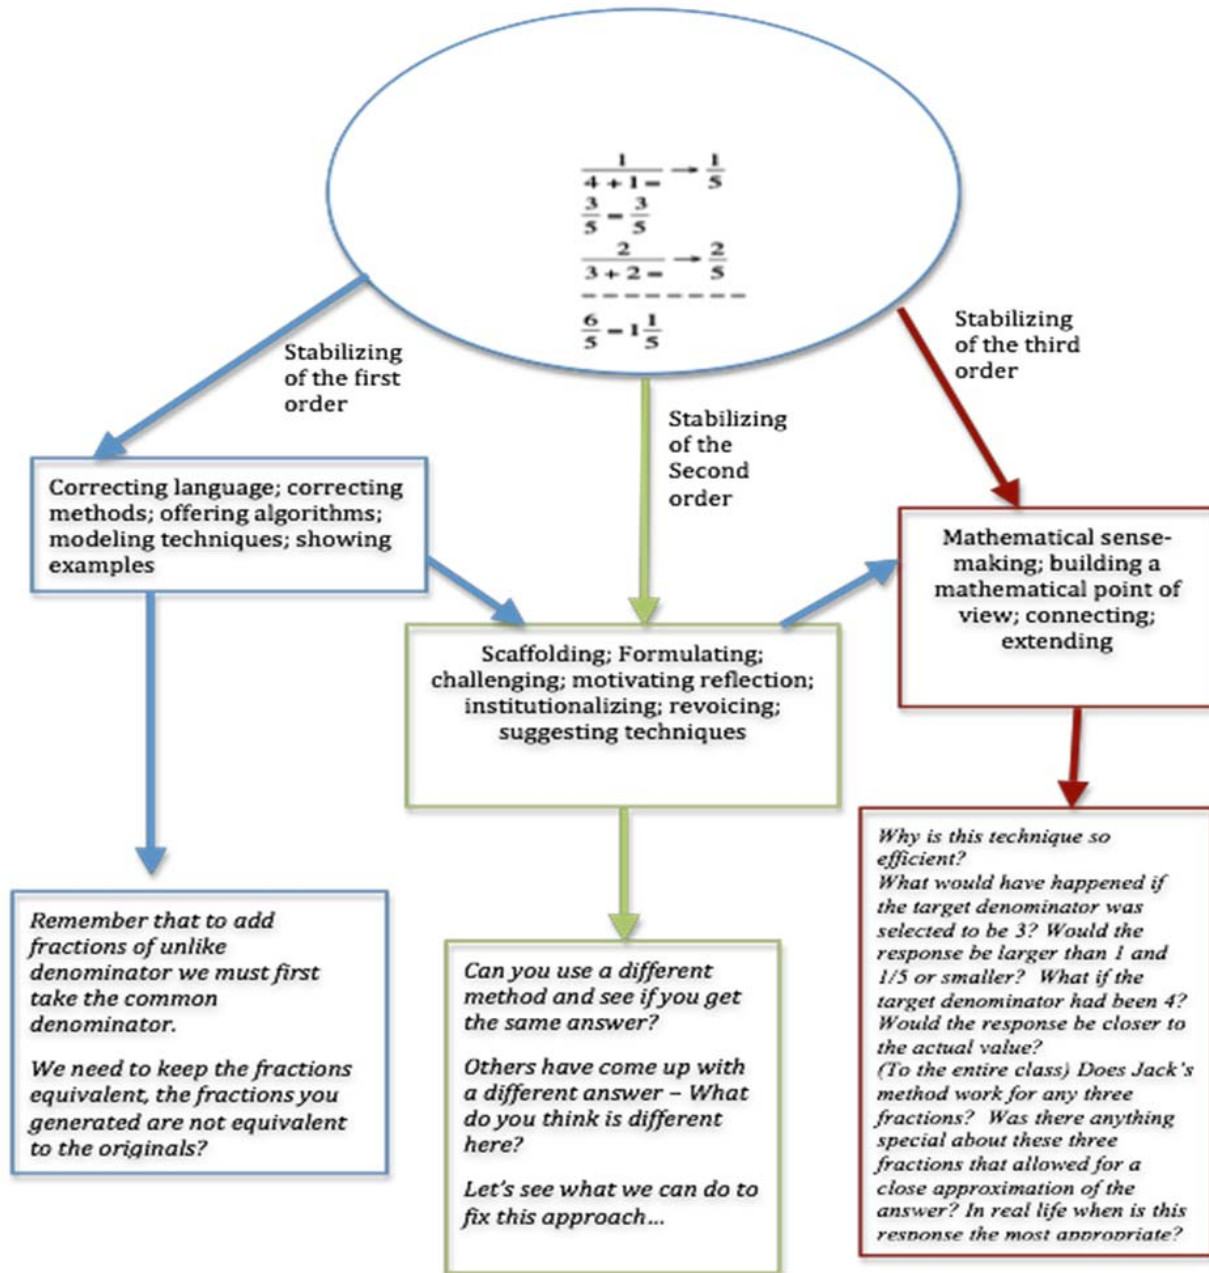 1/(4 + 1 = → 1/5
3/5 = 3/5
2/(3 + 2 = → 2/5
- - - - - - - -
6/5 = 1 1/5
Stabilizing
of the first
order
Stabilizing
of the
Second
order
Stabilizing
of the third
order
Correcting language; correcting
methods; offering algorithms;
modeling techniques; showing
examples
Scaffolding; Formulating;
challenging; motivating reflection;
institutionalizing; revoicing;
suggesting techniques
Mathematical sense-
making; building a
mathematical point of
view; connecting;
extending
Remember that to add
fractions of unlike
denominator we must first
take the common
denominator.
We need to keep the fractions
equivalent, the fractions you
generated are not equivalent
to the originals?
Can you use a different
method and see if you get
the same answer?
Others have come up with
a different answer – What
do you think is different
here?
Let's see what we can do to
fix this approach...
Why is this technique so
efficient?
What would have happened if
the target denominator was
selected to be 3? Would the
response be larger than 1 and
1/5 or smaller? What if the
target denominator had been 4?
Would the response be closer to
the actual value?
(To the entire class) Does Jack's
method work for any three
fractions? Was there anything
special about these three
fractions that allowed for a
close approximation of the
answer? In real life when is this
response the most appropriate?